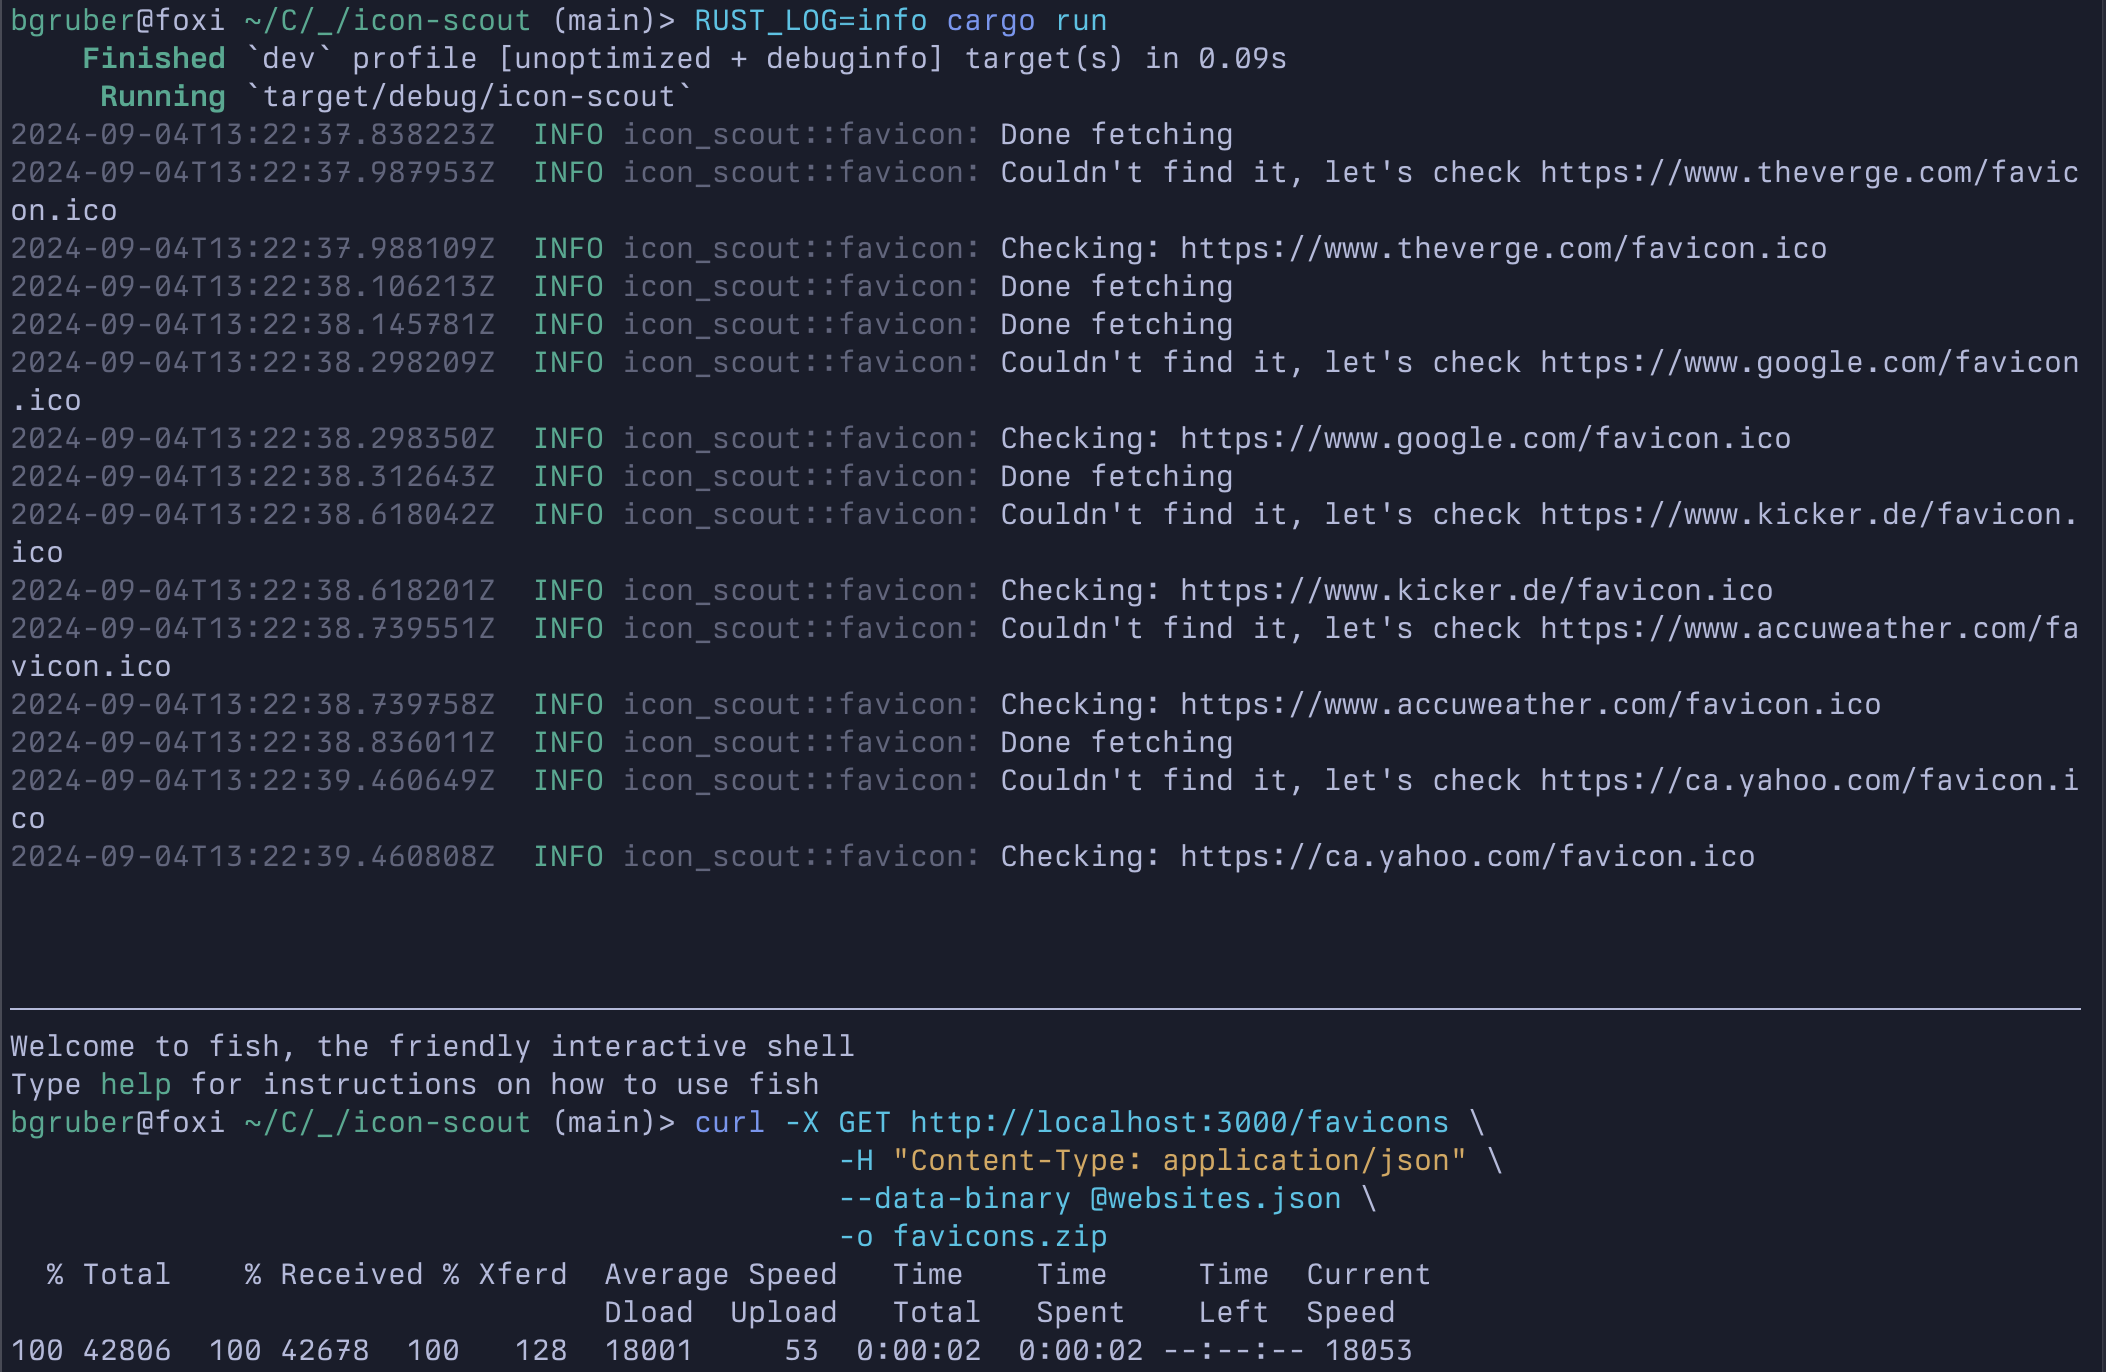 bgruber@foxi ~/C/_/icon-scout (main)> RUST_LOG=info cargo run
    Finished `dev` profile [unoptimized + debuginfo] target(s) in 0.09s
     Running `target/debug/icon-scout`
2024-09-04T13:22:37.838223Z  INFO icon_scout::favicon: Done fetching
2024-09-04T13:22:37.987953Z  INFO icon_scout::favicon: Couldn't find it, let's check https://www.theverge.com/favic
on.ico
2024-09-04T13:22:37.988109Z  INFO icon_scout::favicon: Checking: https://www.theverge.com/favicon.ico
2024-09-04T13:22:38.106213Z  INFO icon_scout::favicon: Done fetching
2024-09-04T13:22:38.145781Z  INFO icon_scout::favicon: Done fetching
2024-09-04T13:22:38.298209Z  INFO icon_scout::favicon: Couldn't find it, let's check https://www.google.com/favicon
.ico
2024-09-04T13:22:38.298350Z  INFO icon_scout::favicon: Checking: https://www.google.com/favicon.ico
2024-09-04T13:22:38.312643Z  INFO icon_scout::favicon: Done fetching
2024-09-04T13:22:38.618042Z  INFO icon_scout::favicon: Couldn't find it, let's check https://www.kicker.de/favicon.
ico
2024-09-04T13:22:38.618201Z  INFO icon_scout::favicon: Checking: https://www.kicker.de/favicon.ico
2024-09-04T13:22:38.739551Z  INFO icon_scout::favicon: Couldn't find it, let's check https://www.accuweather.com/fa
vicon.ico
2024-09-04T13:22:38.739758Z  INFO icon_scout::favicon: Checking: https://www.accuweather.com/favicon.ico
2024-09-04T13:22:38.836011Z  INFO icon_scout::favicon: Done fetching
2024-09-04T13:22:39.460649Z  INFO icon_scout::favicon: Couldn't find it, let's check https://ca.yahoo.com/favicon.i
co
2024-09-04T13:22:39.460808Z  INFO icon_scout::favicon: Checking: https://ca.yahoo.com/favicon.ico
Welcome to fish, the friendly interactive shell
Type help for instructions on how to use fish
bgruber@foxi ~/C/_/icon-scout (main)> curl -X GET http://localhost:3000/favicons \
                                              -H "Content-Type: application/json" \
                                              --data-binary @websites.json \
                                              -o favicons.zip
  % Total    % Received % Xferd  Average Speed   Time    Time     Time  Current
                                 Dload  Upload   Total   Spent    Left  Speed
100 42806  100 42678  100   128  18001     53  0:00:02  0:00:02 --:--:-- 18053